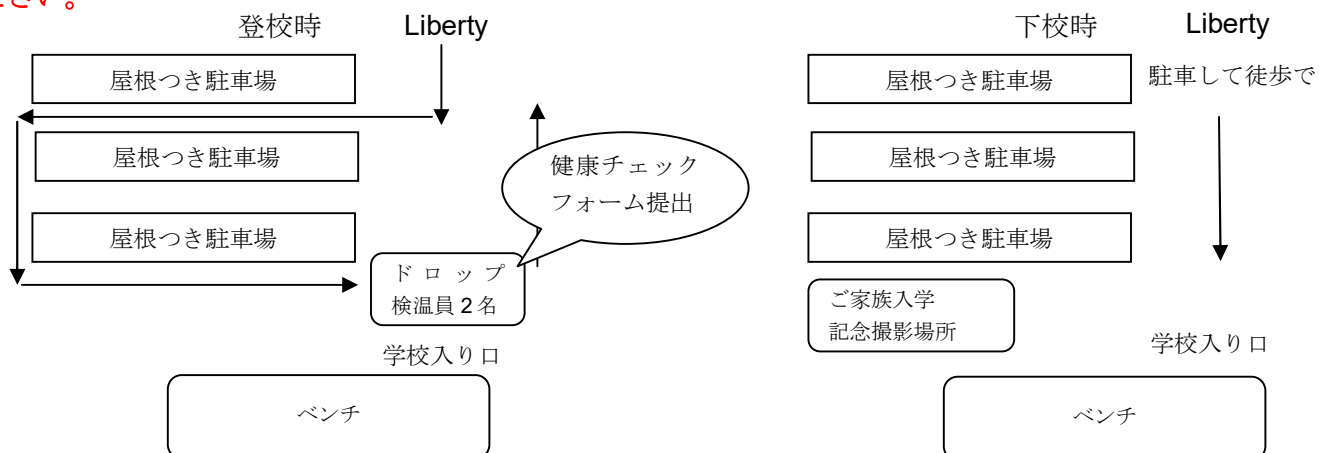 ださい。
登校時 Liberty
屋根つき駐車場
屋根つき駐車場
健康チェック
フォーム提出
屋根つき駐車場
ドロップ
検温員2名
学校入り口
ベンチ
下校時 Liberty
屋根つき駐車場 駐車して徒歩で
屋根つき駐車場
屋根つき駐車場
ご家族入学
記念撮影場所
学校入り口
ベンチ